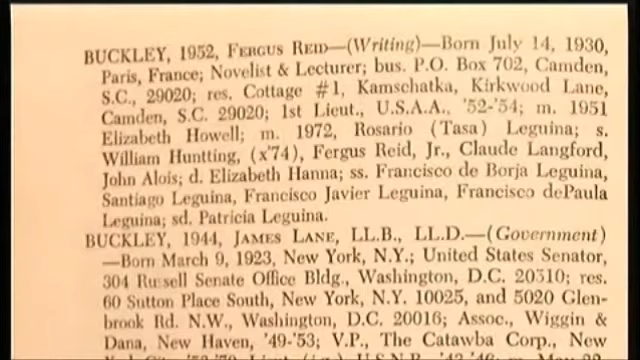 BUCKLEY, 1952, FERGUS REID—(Writing)—Born July 14, 1930,
Paris, France; Novelist & Lecturer; bus. P.O. Box 702, Camden,
S.C., 29020; res. Cottage #1, Kamschatka, Kirkwood Lane,
Camden, S.C. 29020; 1st Lieut., U.S.A.A., '52-'54; m. 1951
Elizabeth Howell; m. 1972, Rosario (Tasa) Leguina; s.
William Huntting, (x'74), Fergus Reid, Jr., Claude Langford,
John Alois; d. Elizabeth Hanna; ss. Francisco de Borja Leguina,
Santiago Leguina, Francisco Javier Leguina, Francisco dePaula
Leguina; sd. Patricia Leguina.
BUCKLEY, 1944, JAMES LANE, LL.B., LL.D.—(Government)
—Born March 9, 1923, New York, N.Y.; United States Senator,
304 Russell Senate Office Bldg., Washington, D.C. 20510; res.
60 Sutton Place South, New York, N.Y. 10025, and 5020 Glen-
brook Rd. N.W., Washington, D.C. 20016; Assoc., Wiggin &
Dana, New Haven, '49-'53; V.P., The Catawba Corp., New